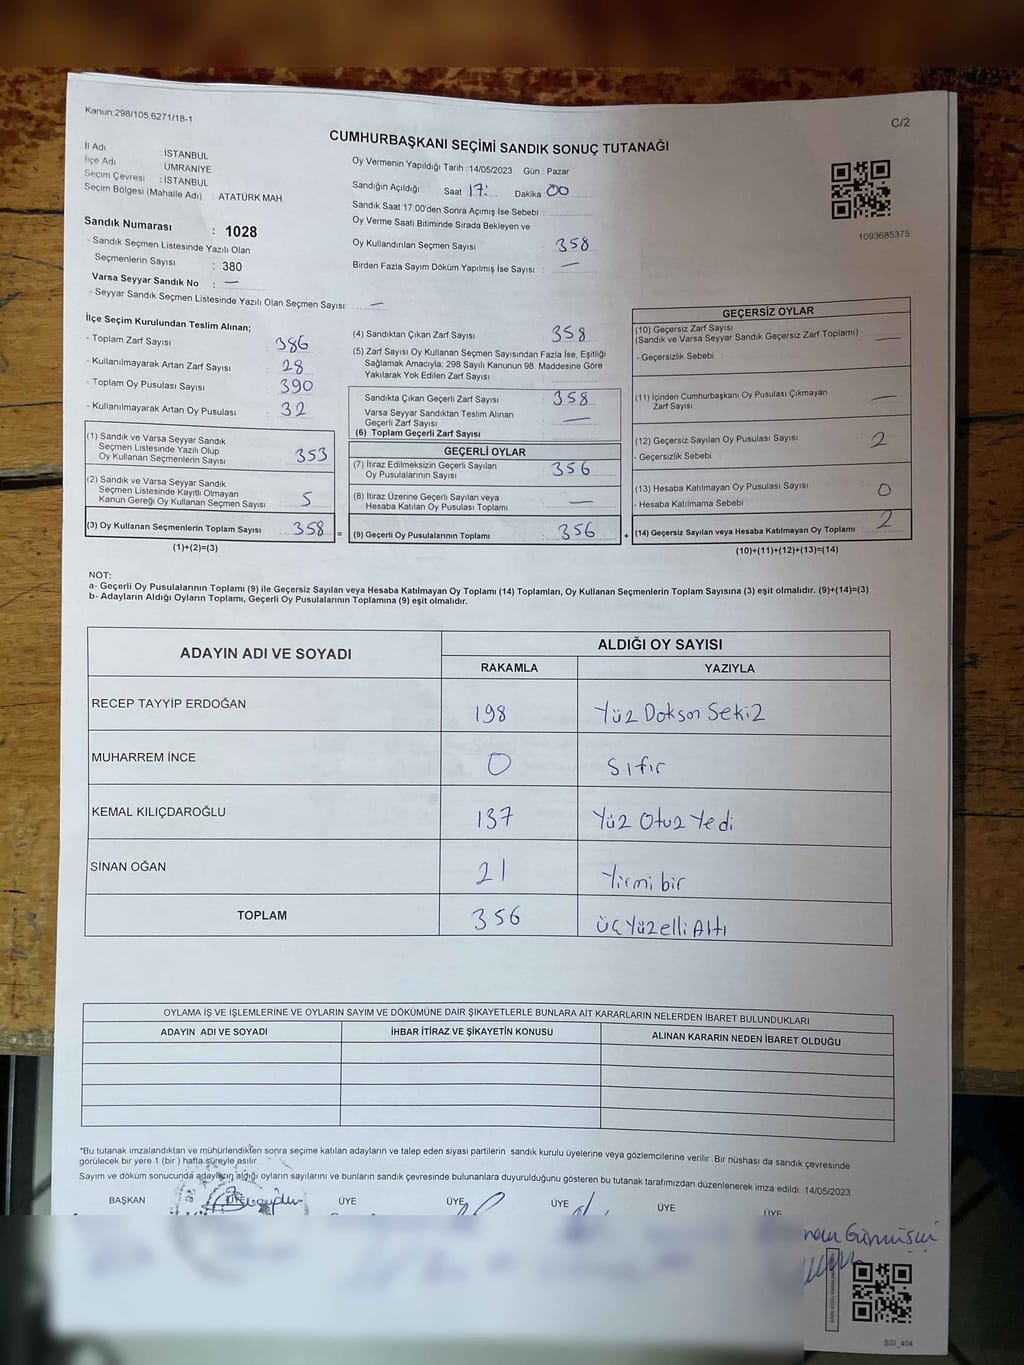 Kanun:298/105;6271/18-1
C/2
CUMHURBAŞKANI SEÇİMİ SANDIK SONUÇ TUTANAĞI
İl Adı : İSTANBUL
İlçe Adı ÜMRANİYE
Seçim Çevresi : İSTANBUL
Seçim Bölgesi (Mahalle Adı) : ATATÜRK MAH.
Oy Vermenin Yapıldığı Tarih :14/05/2023 Gün : Pazar
Sandığın Açıldığı Saat 17: Dakika 00
Sandık Saat 17.00'den Sonra Açımış İse Sebebi :
Oy Verme Saati Bitiminde Sırada Bekleyen ve
Oy Kullandırılan Seçmen Sayısı : 358
Birden Fazla Sayım Döküm Yapılmış İse Sayısı : —
1093685375
Sandık Numarası : 1028
- Sandık Seçmen Listesinde Yazılı Olan
Seçmenlerin Sayısı : 380
Varsa Seyyar Sandık No : —
- Seyyar Sandık Seçmen Listesinde Yazılı Olan Seçmen Sayısı: —
İlçe Seçim Kurulundan Teslim Alınan;
- Toplam Zarf Sayısı : 386
- Kullanılmayarak Artan Zarf Sayısı : 28
- Toplam Oy Pusulası Sayısı : 390
- Kullanılmayarak Artan Oy Pusulası : 32
(1) Sandık ve Varsa Seyyar Sandık
Seçmen Listesinde Yazılı Olup
Oy Kullanan Seçmenlerin Sayısı : 353
(2) Sandık ve Varsa Seyyar Sandık
Seçmen Listesinde Kayıtlı Olmayan
Kanun Gereği Oy Kullanan Seçmen Sayısı : 5
(3) Oy Kullanan Seçmenlerin Toplam Sayısı : 358 =
(1)+(2)=(3)
(4) Sandıktan Çıkan Zarf Sayısı : 358
(5) Zarf Sayısı Oy Kullanan Seçmen Sayısından Fazla İse, Eşitliği
Sağlamak Amacıyla; 298 Sayılı Kanunun 98. Maddesine Göre
Yakılarak Yok Edilen Zarf Sayısı :
Sandıkta Çıkan Geçerli Zarf Sayısı : 358
Varsa Seyyar Sandıktan Teslim Alınan
Geçerli Zarf Sayısı : —
(6) Toplam Geçerli Zarf Sayısı :
GEÇERLİ OYLAR
(7) İtiraz Edilmeksizin Geçerli Sayılan
Oy Pusulalarının Sayısı : 356
(8) İtiraz Üzerine Geçerli Sayılan veya
Hesaba Katılan Oy Pusulası Toplamı : —
(9) Geçerli Oy Pusulalarının Toplamı : 356 +
GEÇERSİZ OYLAR
(10) Geçersiz Zarf Sayısı
(Sandık ve Varsa Seyyar Sandık Geçersiz Zarf Toplamı) : —
- Geçersizlik Sebebi :
(11) İçinden Cumhurbaşkanı Oy Pusulası Çıkmayan
Zarf Sayısı : —
(12) Geçersiz Sayılan Oy Pusulası Sayısı : 2
- Geçersizlik Sebebi
(13) Hesaba Katılmayan Oy Pusulası Sayısı : 0
- Hesaba Katılmama Sebebi
(14) Geçersiz Sayılan veya Hesaba Katılmayan Oy Toplamı : 2
(10)+(11)+(12)+(13)=(14)
NOT:
a- Geçerli Oy Pusulalarının Toplamı (9) ile Geçersiz Sayılan veya Hesaba Katılmayan Oy Toplamı (14) Toplamları, Oy Kullanan Seçmenlerin Toplam Sayısına (3) eşit olmalıdır. (9)+(14)=(3)
b- Adayların Aldığı Oyların Toplamı, Geçerli Oy Pusulalarının Toplamına (9) eşit olmalıdır.
ADAYIN ADI VE SOYADI
ALDIĞI OY SAYISI
RAKAMLA YAZIYLA
RECEP TAYYİP ERDOĞAN 198 Yüz Doksan Sekiz
MUHARREM İNCE 0 Sıfır
KEMAL KILIÇDAROĞLU 137 Yüz Otuz Yedi
SİNAN OĞAN 21 Yirmi bir
TOPLAM 356 Üç Yüz elli Altı
OYLAMA İŞ VE İŞLEMLERİNE VE OYLARIN SAYIM VE DÖKÜMÜNE DAİR ŞİKAYETLERLE BUNLARA AİT KARARLARIN NELERDEN İBARET BULUNDUKLARI
ADAYIN ADI VE SOYADI İHBAR İTİRAZ VE ŞİKAYETİN KONUSU ALINAN KARARIN NEDEN İBARET OLDUĞU
*Bu tutanak imzalandıktan ve mühürlendikten sonra seçime katılan adayların ve talep eden siyasi partilerin sandık kurulu üyelerine veya gözlemcilerine verilir. Bir nüshası da sandık çevresinde
görülecek bir yere 1 (bir) hafta süreyle asılır.
Sayım ve döküm sonucunda adayların aldığı oyların sayılarını ve bunların sandık çevresinde bulunanlara duyurulduğunu gösteren bu tutanak tarafımızdan düzenlenerek imza edildi. 14/05/2023
BAŞKAN ÜYE ÜYE ÜYE ÜYE ÜYE ÜYE
SSI_404